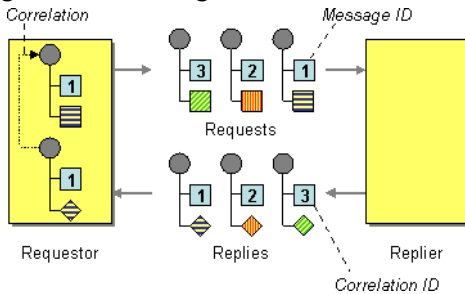 Correlation
Message ID
3 2 1
1
Requests
1
1 2 3
Requestor
Replies
Replier
Correlation ID